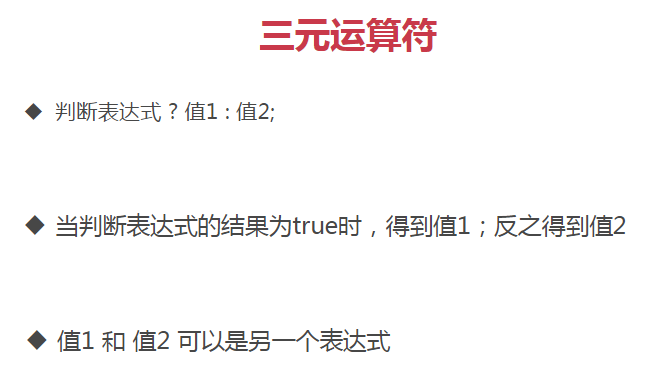 三元运算符
◆ 判断表达式 ? 值1 : 值2;
◆ 当判断表达式的结果为true时，得到值1；反之得到值2
◆ 值1 和 值2 可以是另一个表达式